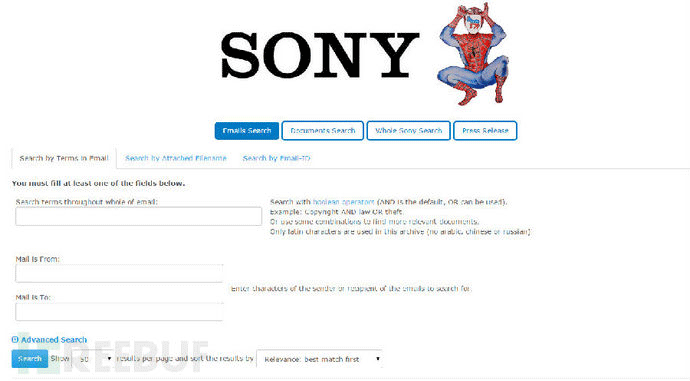 SONY
Emails Search
Documents Search
Whole Sony Search
Press Release
Search by Terms in Email
Search by Attached Filename
Search by Email-ID
You must fill at least one of the fields below.
Search terms throughout whole of email:
Search with boolean operators (AND is the default, OR can be used).
Example: Copyright AND law OR theft.
Or use some combinations to find more relevant documents.
Only latin characters are used in this archive (no arabic, chinese or russian)
Mail is From:
Enter characters of the sender or recipient of the emails to search for.
Mail is To:
Advanced Search
Search Show 50 results per page and sort the results by Relevance: best match first
REEBUF